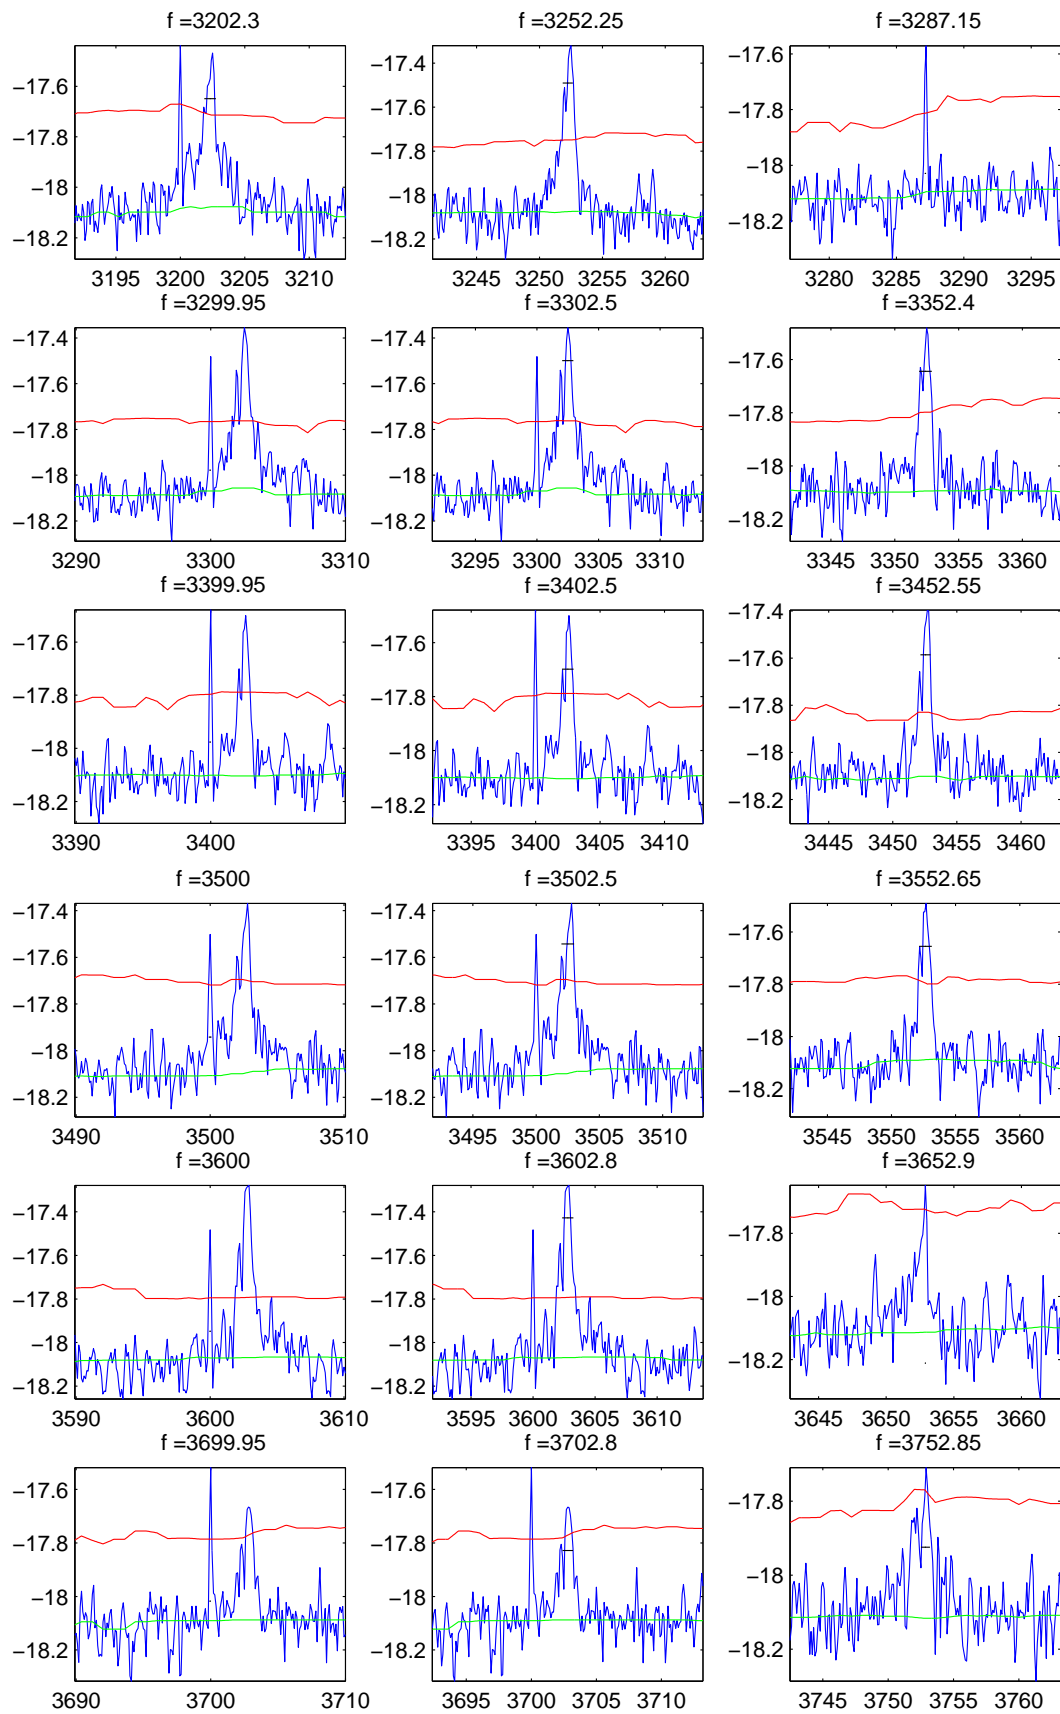 f =3202.3
f =3252.25
f =3287.15
−17.6
−17.8
−18
−18.2
3195 3200 3205 3210
−17.4
−17.6
−17.8
−18
−18.2
3245 3250 3255 3260
−17.6
−17.8
−18
−18.2
3280 3285 3290 3295
f =3299.95
f =3302.5
f =3352.4
−17.4
−17.6
−17.8
−18
−18.2
3290 3300 3310
−17.4
−17.6
−17.8
−18
−18.2
3295 3300 3305 3310
−17.6
−17.8
−18
−18.2
3345 3350 3355 3360
f =3399.95
f =3402.5
f =3452.55
−17.6
−17.8
−18
−18.2
3390 3400
−17.6
−17.8
−18
−18.2
3395 3400 3405 3410
−17.4
−17.6
−17.8
−18
−18.2
3445 3450 3455 3460
f =3500
f =3502.5
f =3552.65
−17.4
−17.6
−17.8
−18
−18.2
3490 3500 3510
−17.4
−17.6
−17.8
−18
−18.2
3495 3500 3505 3510
−17.6
−17.8
−18
−18.2
3545 3550 3555 3560
f =3600
f =3602.8
f =3652.9
−17.4
−17.6
−17.8
−18
−18.2
3590 3600 3610
−17.4
−17.6
−17.8
−18
−18.2
3595 3600 3605 3610
−17.8
−18
−18.2
3645 3650 3655 3660
f =3699.95
f =3702.8
f =3752.85
−17.6
−17.8
−18
−18.2
3690 3700 3710
−17.6
−17.8
−18
−18.2
3695 3700 3705 3710
−17.8
−18
−18.2
3745 3750 3755 3760